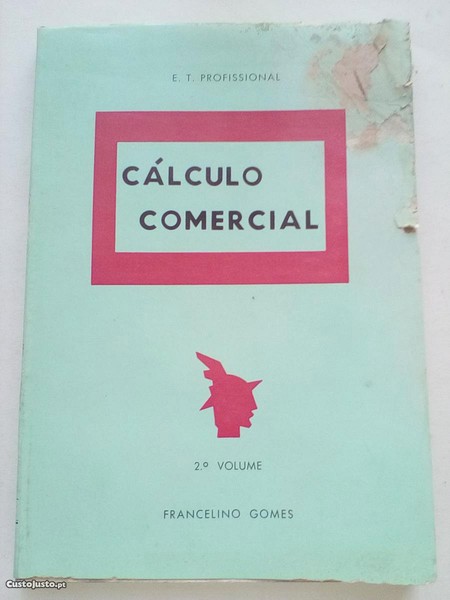 E. T. PROFISSIONAL
CÁLCULO
COMERCIAL
2.º VOLUME
FRANCELINO GOMES
CustoJusto.pt